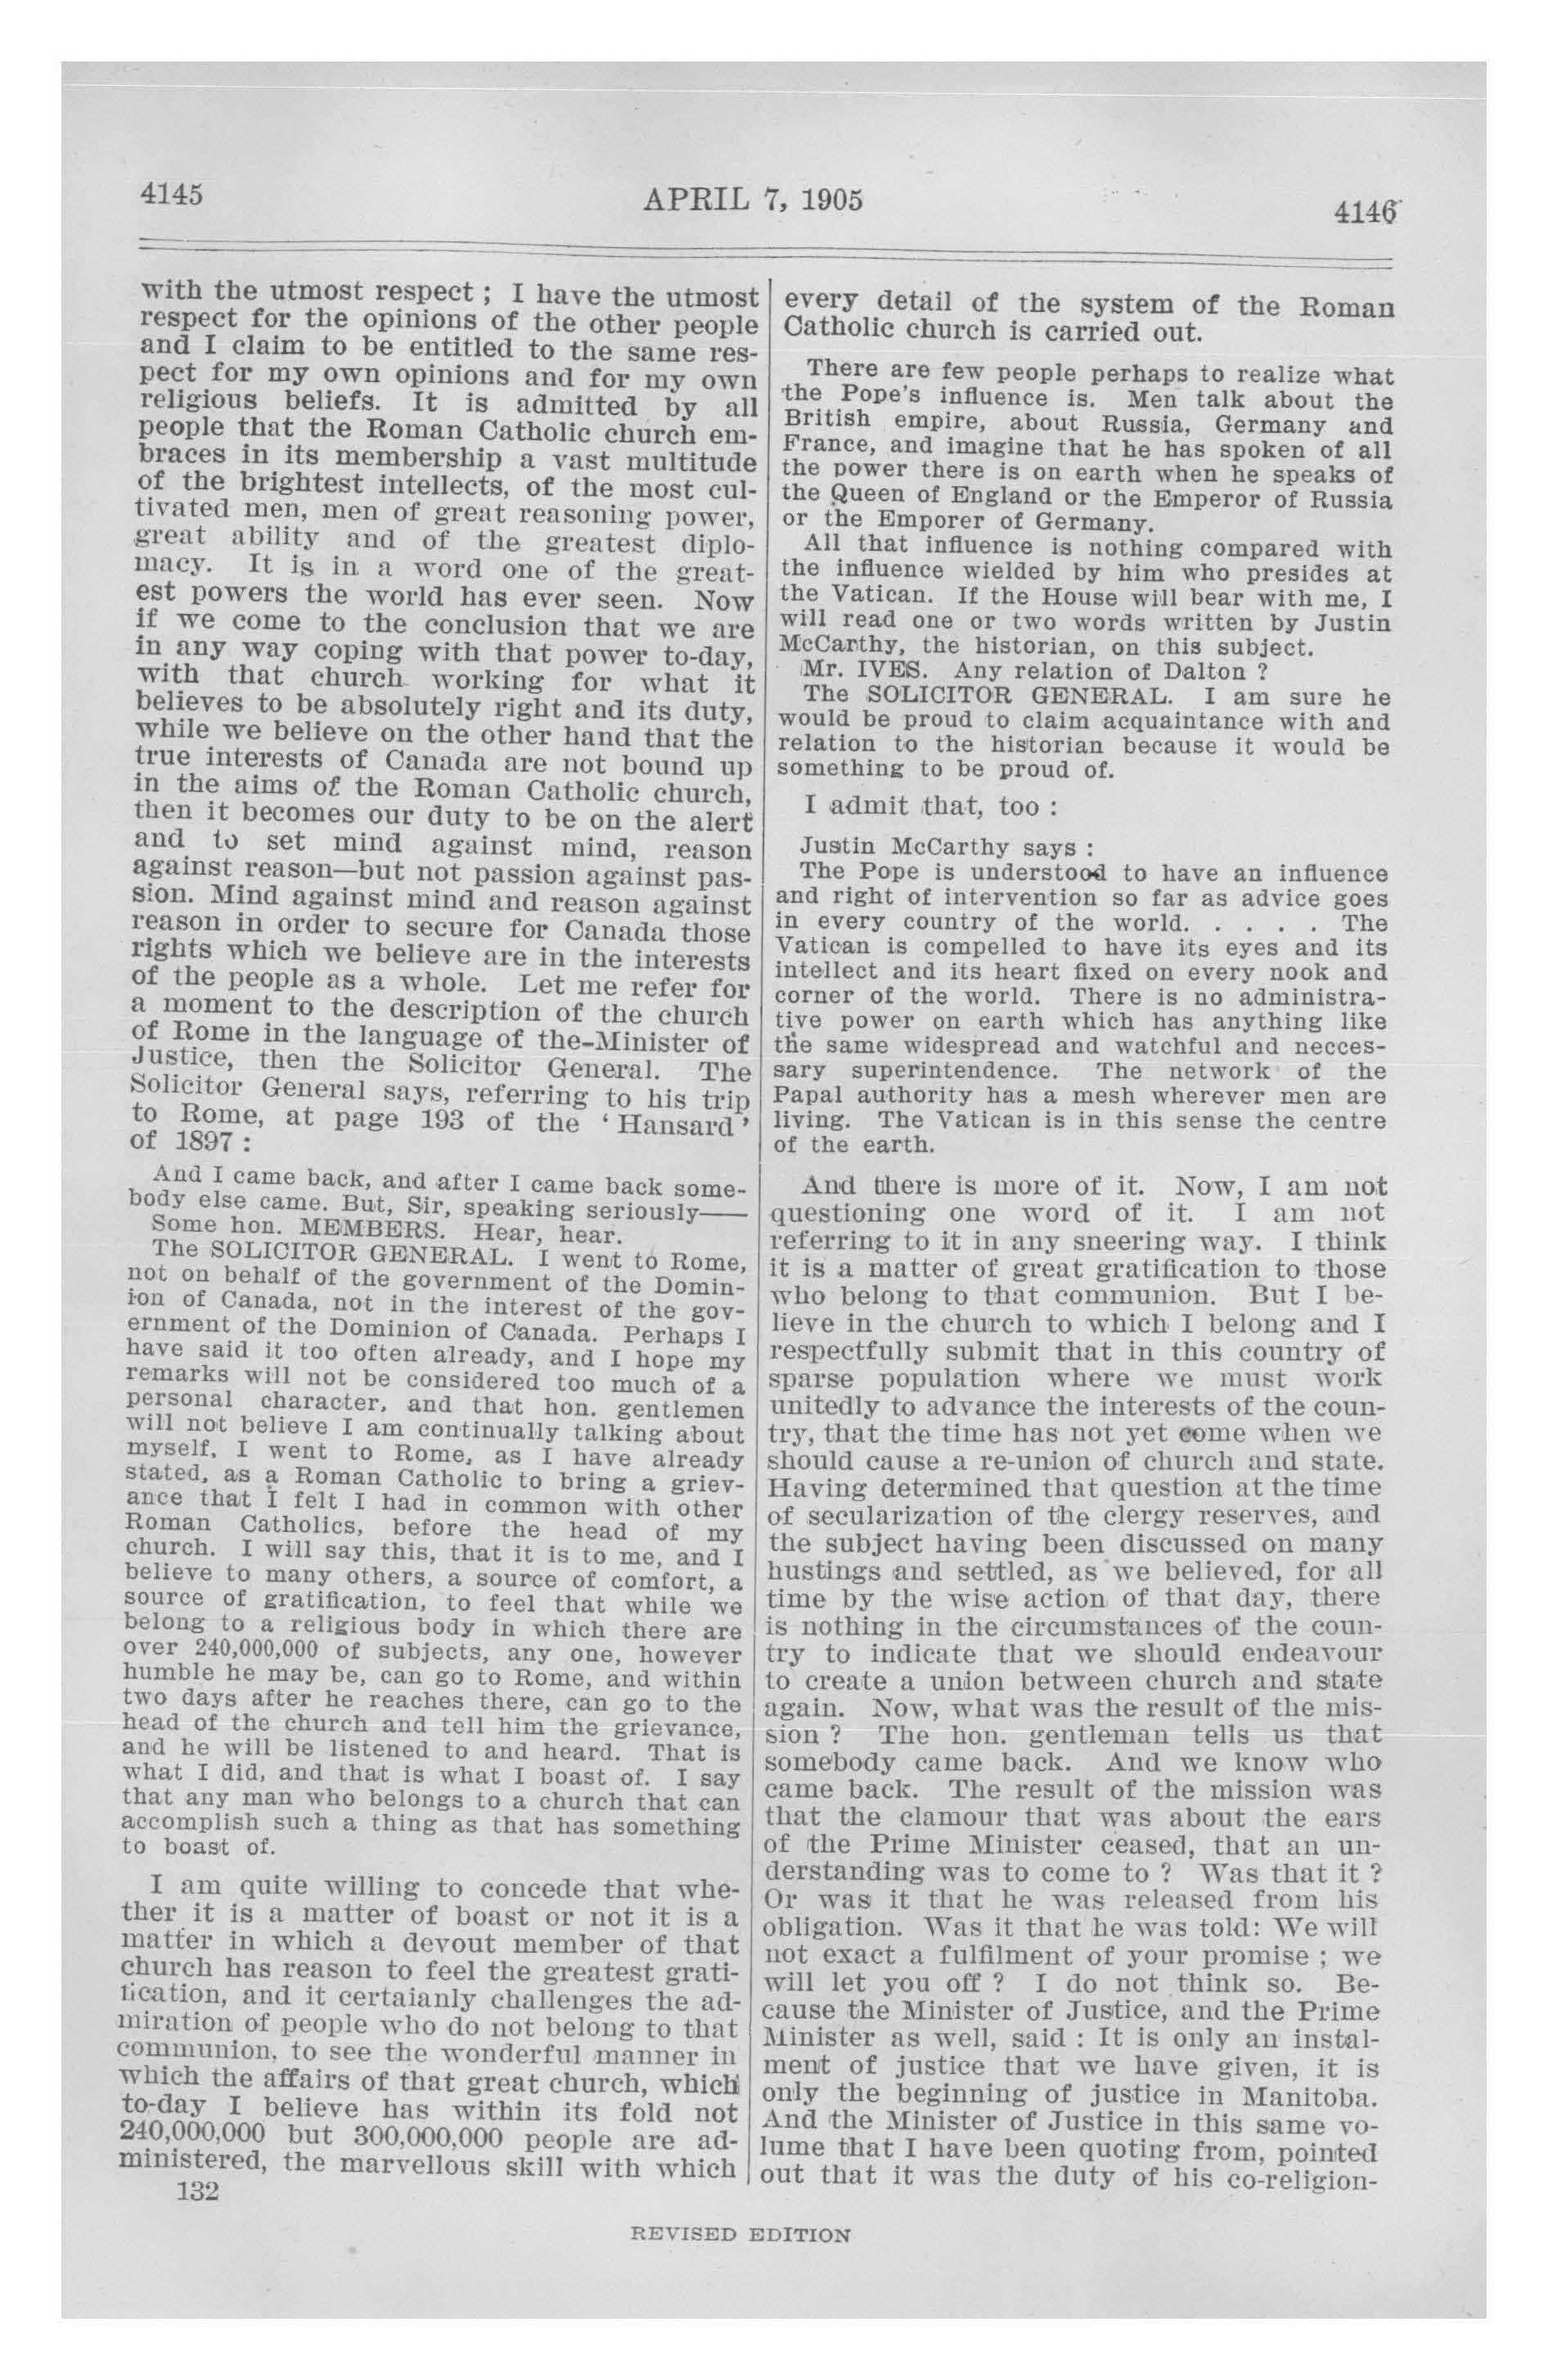 4145
APRIL 7, 1905
4146
with the utmost respect ; I have the utmost
respect for the opinions of the other people
and I claim to be entitled to the same res-
pect for my own opinions and for my own
religious beliefs. It is admitted by all
people that the Roman Catholic church em-
braces in its membership a vast multitude
of the brightest intellects, of the most cul-
tivated men, men of great reasoning power,
great ability and of the greatest diplo-
macy. It is in a word one of the great-
est powers the world has ever seen. Now
if we come to the conclusion that we are
in any way coping with that power to-day,
with that church working for what it
believes to be absolutely right and its duty,
while we believe on the other hand that the
true interests of Canada are not bound up
in the aims of the Roman Catholic church,
then it becomes our duty to be on the alert
and to set mind against mind, reason
against reason—but not passion against pas-
sion. Mind against mind and reason against
reason in order to secure for Canada those
rights which we believe are in the interests
of the people as a whole. Let me refer for
a moment to the description of the church
of Rome in the language of the-Minister of
Justice, then the Solicitor General. The
Solicitor General says, referring to his trip
to Rome, at page 193 of the ‘ Hansard ’
of 1897 :
And I came back, and after I came back some-
body else came. But, Sir, speaking seriously——
Some hon. MEMBERS. Hear, hear.
The SOLICITOR GENERAL. I went to Rome,
not on behalf of the government of the Domin-
ion of Canada, not in the interest of the gov-
ernment of the Dominion of Canada. Perhaps I
have said it too often already, and I hope my
remarks will not be considered too much of a
personal character, and that hon. gentlemen
will not believe I am continually talking about
myself, I went to Rome, as I have already
stated, as a Roman Catholic to bring a griev-
ance that I felt I had in common with other
Roman Catholics, before the head of my
church. I will say this, that it is to me, and I
believe to many others, a source of comfort, a
source of gratification, to feel that while we
belong to a religious body in which there are
over 240,000,000 of subjects, any one, however
humble he may be, can go to Rome, and within
two days after he reaches there, can go to the
head of the church and tell him the grievance,
and he will be listened to and heard. That is
what I did, and that is what I boast of. I say
that any man who belongs to a church that can
accomplish such a thing as that has something
to boast of.
I am quite willing to concede that whe-
ther it is a matter of boast or not it is a
matter in which a devout member of that
church has reason to feel the greatest grati-
fication, and it certaianly challenges the ad-
miration of people who do not belong to that
communion, to see the wonderful manner in
which the affairs of that great church, which
to-day I believe has within its fold not
240,000,000 but 300,000,000 people are ad-
ministered, the marvellous skill with which
132
every detail of the system of the Roman
Catholic church is carried out.
There are few people perhaps to realize what
the Pope's influence is. Men talk about the
British empire, about Russia, Germany and
France, and imagine that he has spoken of all
the power there is on earth when he speaks of
the Queen of England or the Emperor of Russia
or the Emporer of Germany.
All that influence is nothing compared with
the influence wielded by him who presides at
the Vatican. If the House will bear with me, I
will read one or two words written by Justin
McCarthy, the historian, on this subject.
Mr. IVES. Any relation of Dalton ?
The SOLICITOR GENERAL. I am sure he
would be proud to claim acquaintance with and
relation to the historian because it would be
something to be proud of.
I admit that, too :
Justin McCarthy says :
The Pope is understood to have an influence
and right of intervention so far as advice goes
in every country of the world. . . . . The
Vatican is compelled to have its eyes and its
intellect and its heart fixed on every nook and
corner of the world. There is no administra-
tive power on earth which has anything like
the same widespread and watchful and necces-
sary superintendence. The network of the
Papal authority has a mesh wherever men are
living. The Vatican is in this sense the centre
of the earth.
And there is more of it. Now, I am not
questioning one word of it. I am not
referring to it in any sneering way. I think
it is a matter of great gratification to those
who belong to that communion. But I be-
lieve in the church to which I belong and I
respectfully submit that in this country of
sparse population where we must work
unitedly to advance the interests of the coun-
try, that the time has not yet come when we
should cause a re-union of church and state.
Having determined that question at the time
of secularization of the clergy reserves, and
the subject having been discussed on many
hustings and settled, as we believed, for all
time by the wise action of that day, there
is nothing in the circumstances of the coun-
try to indicate that we should endeavour
to create a union between church and state
again. Now, what was the result of the mis-
sion ? The hon. gentleman tells us that
somebody came back. And we know who
came back. The result of the mission was
that the clamour that was about the ears
of the Prime Minister ceased, that an un-
derstanding was to come to ? Was that it ?
Or was it that he was released from his
obligation. Was it that he was told: We will
not exact a fulfilment of your promise ; we
will let you off ? I do not think so. Be-
cause the Minister of Justice, and the Prime
Minister as well, said : It is only an instal-
ment of justice that we have given, it is
only the beginning of justice in Manitoba.
And the Minister of Justice in this same vo-
lume that I have been quoting from, pointed
out that it was the duty of his co-religion-
REVISED EDITION